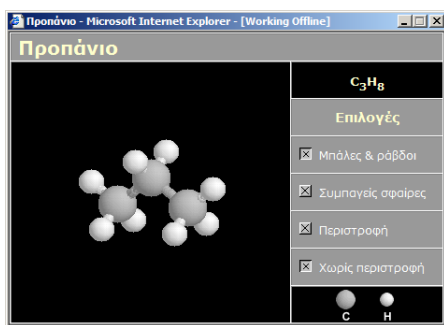 Προπάνιο - Microsoft Internet Explorer - [Working Offline]
Προπάνιο
C₃H₈
Επιλογές
Μπάλες & ράβδοι
Συμπαγείς σφαίρες
Περιστροφή
Χωρίς περιστροφή
C H